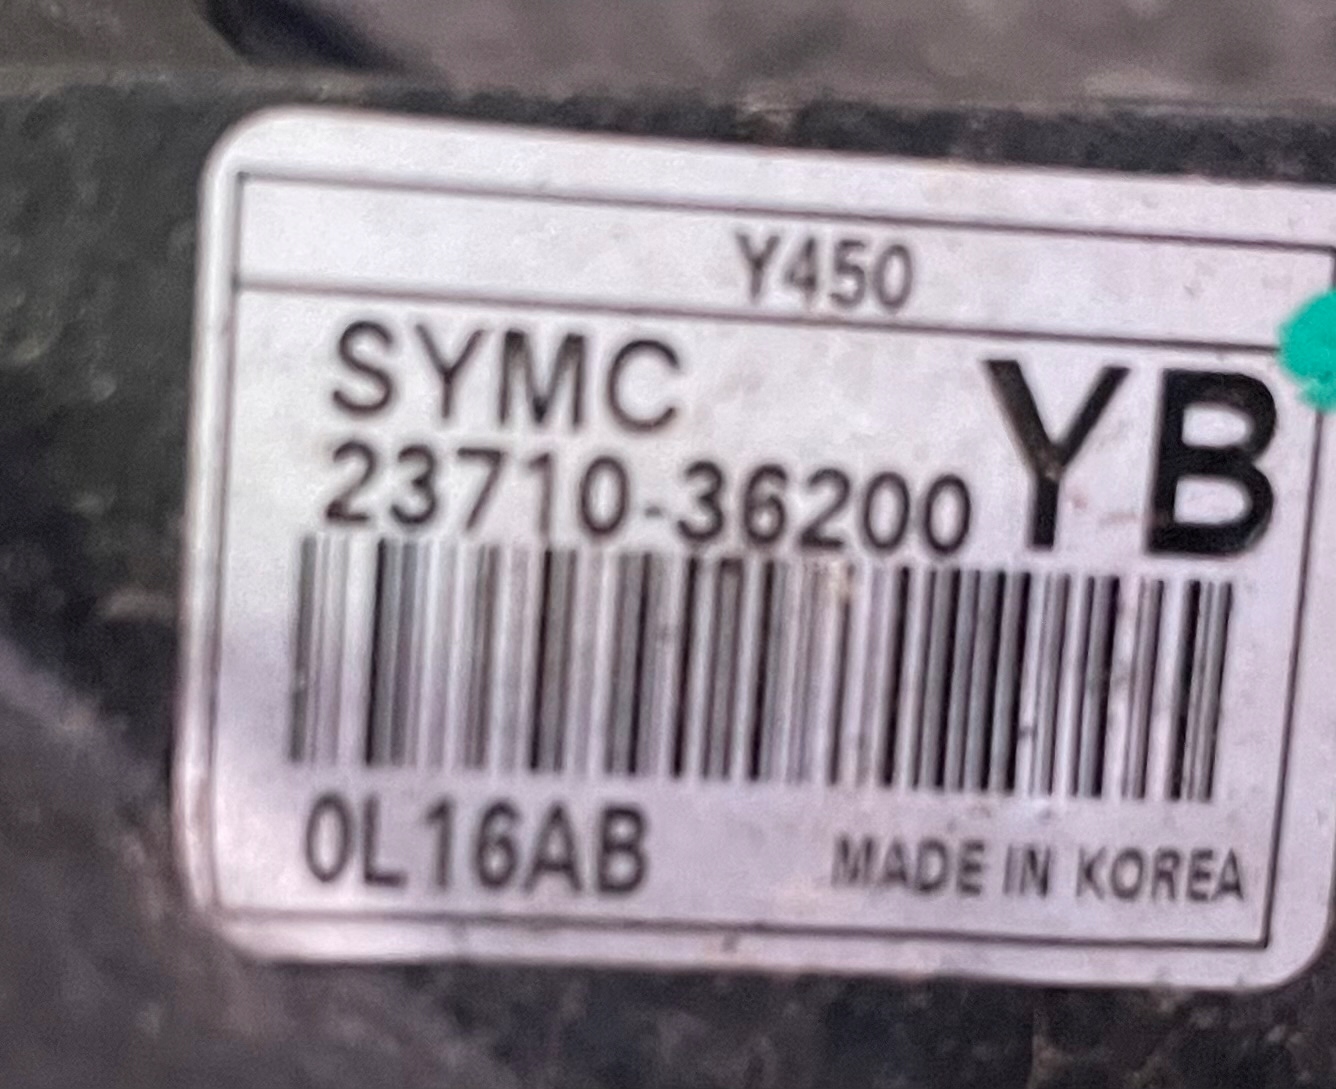 Y450
SYMC
YB
23710-36200
0L16AB
MADE IN KOREA